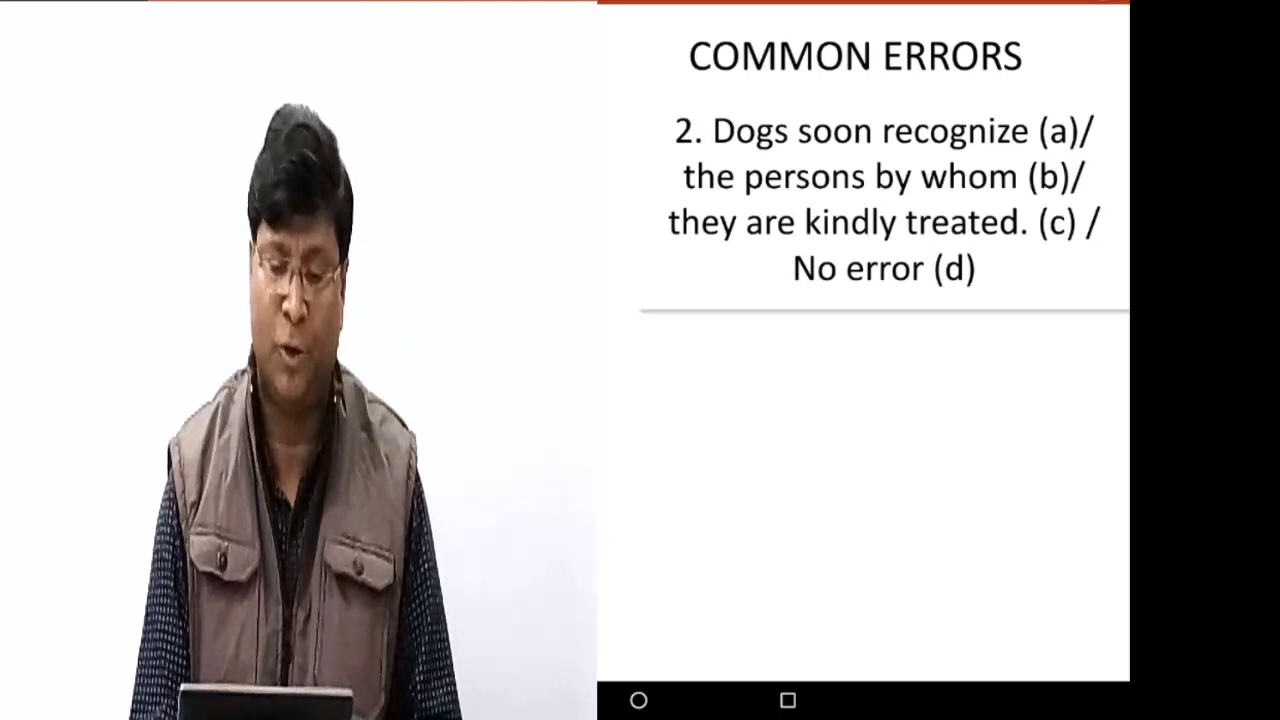 COMMON ERRORS
2. Dogs soon recognize (a)/
the persons by whom (b)/
they are kindly treated. (c) /
No error (d)